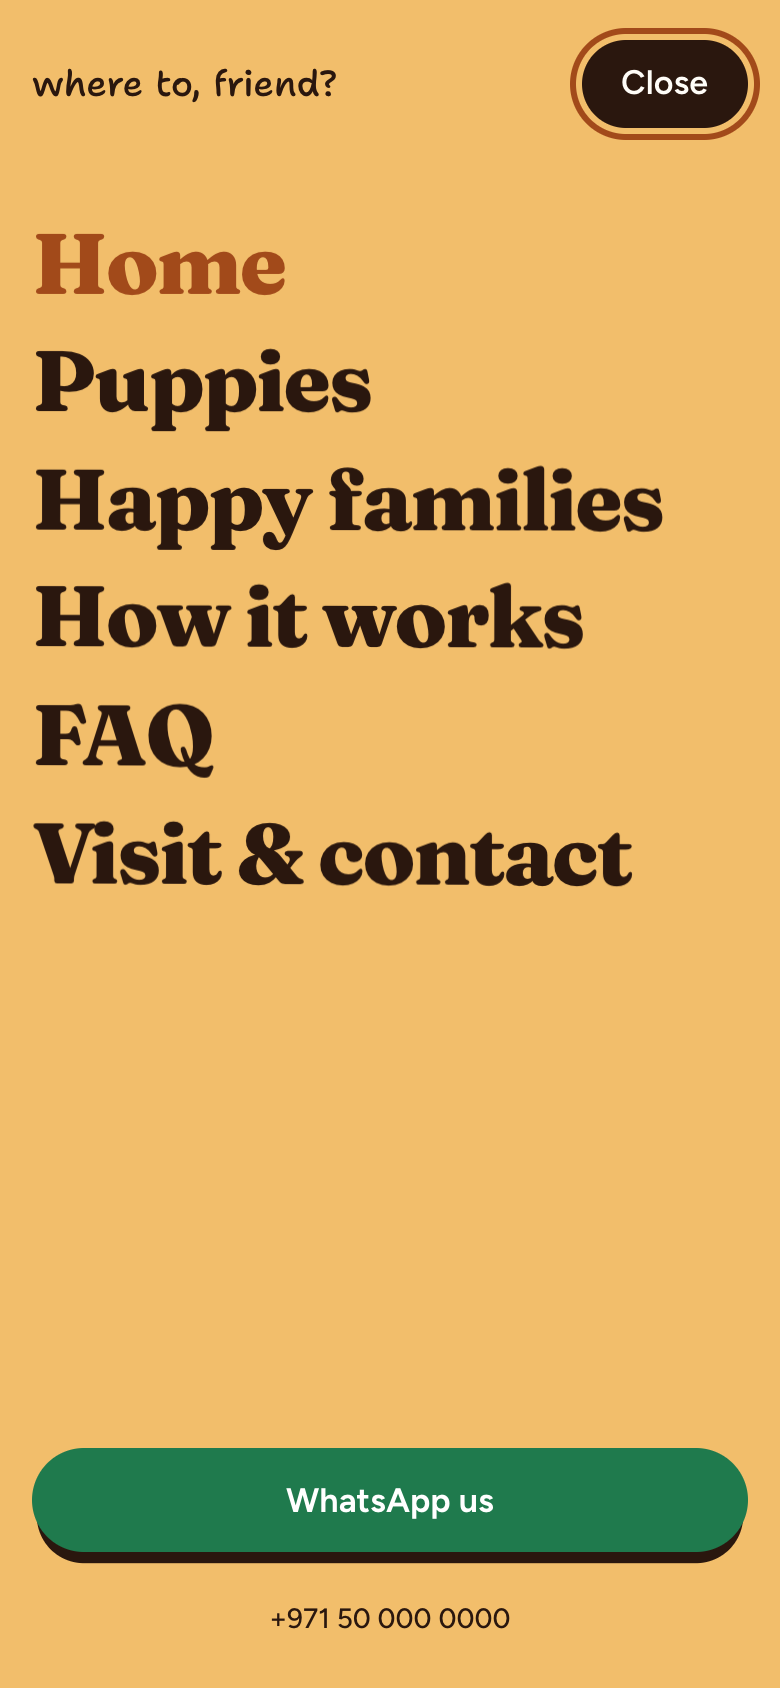 where to, friend?
Close
Home
Puppies
Happy families
How it works
FAQ
Visit & contact
WhatsApp us
+971 50 000 0000